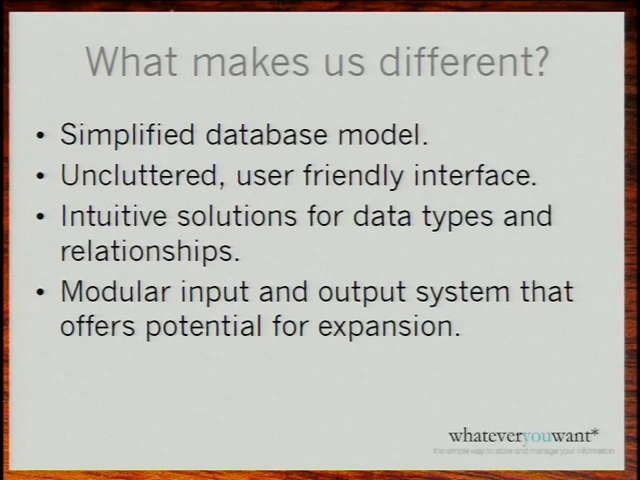 What makes us different?
• Simplified database model.
• Uncluttered, user friendly interface.
• Intuitive solutions for data types and
relationships.
• Modular input and output system that
offers potential for expansion.
whateveryouwant*
the simple way to store and manage your information